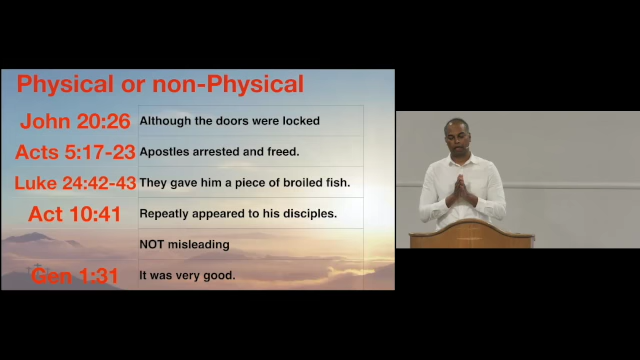 Physical or non-Physical
John 20:26 Although the doors were locked
Acts 5:17-23 Apostles arrested and freed.
Luke 24:42-43 They gave him a piece of broiled fish.
Act 10:41 Repeatly appeared to his disciples.
NOT misleading
Gen 1:31 It was very good.